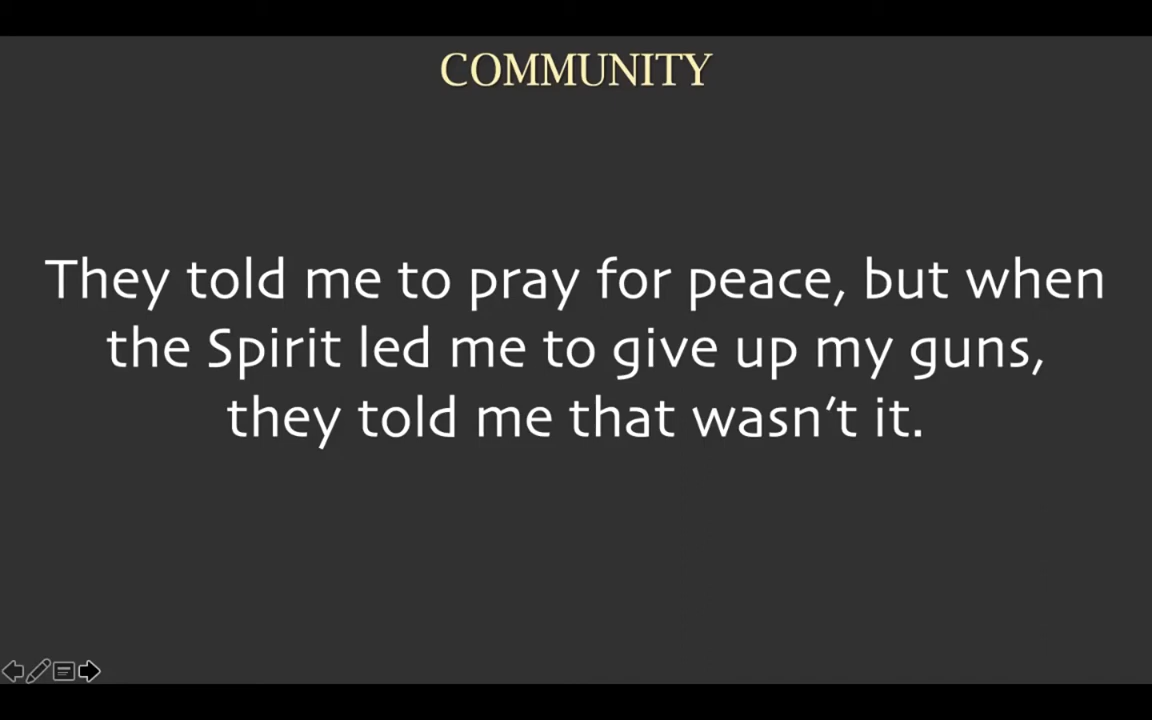 COMMUNITY
They told me to pray for peace, but when
the Spirit led me to give up my guns,
they told me that wasn’t it.